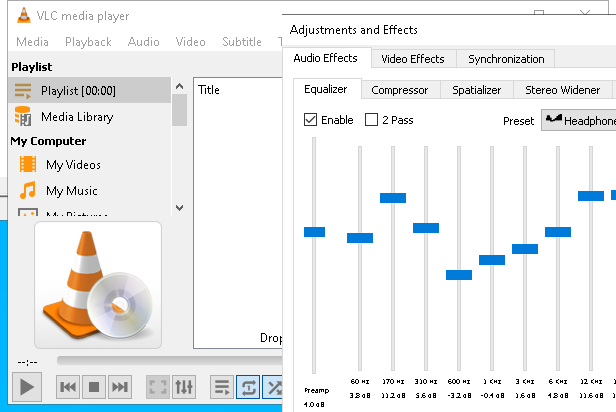 VLC media player
Media Playback Audio Video Subtitle
Playlist
Playlist [00:00]
Media Library
My Computer
My Videos
My Music
Title
Drop
--:--
Adjustments and Effects
Audio Effects Video Effects Synchronization
Equalizer Compressor Spatializer Stereo Widener
Enable 2 Pass Preset Headphone
60 Hz 170 Hz 310 Hz 600 Hz 1 KHz 3 KHz 6 KHz 12 KHz
Preamp 3.8 dB 11.2 dB 5.6 dB -3.2 dB -0.4 dB 1.6 dB 4.8 dB 11.6 dB
4.0 dB